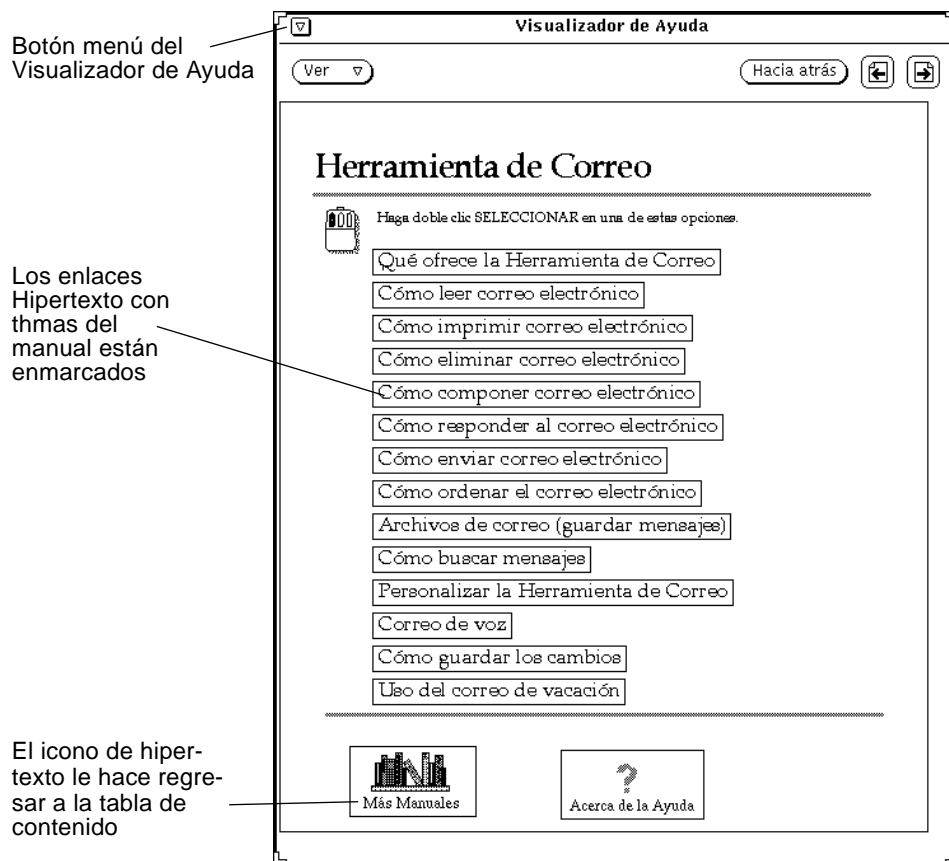 Visualizador de Ayuda
Botón menú del
Visualizador de Ayuda
Ver
Hacia atrás
Herramienta de Correo
Haga doble clic SELECCIONAR en una de estas opciones.
Qué ofrece la Herramienta de Correo
Los enlaces
Hipertexto con
thmas del
manual están
enmarcados
Cómo leer correo electrónico
Cómo imprimir correo electrónico
Cómo eliminar correo electrónico
Cómo componer correo electrónico
Cómo responder al correo electrónico
Cómo enviar correo electrónico
Cómo ordenar el correo electrónico
Archivos de correo (guardar mensajes)
Cómo buscar mensajes
Personalizar la Herramienta de Correo
Correo de voz
Cómo guardar los cambios
Uso del correo de vacación
El icono de hiper-
texto le hace regre-
sar a la tabla de
contenido
Más Manuales
?
Acerca de la Ayuda